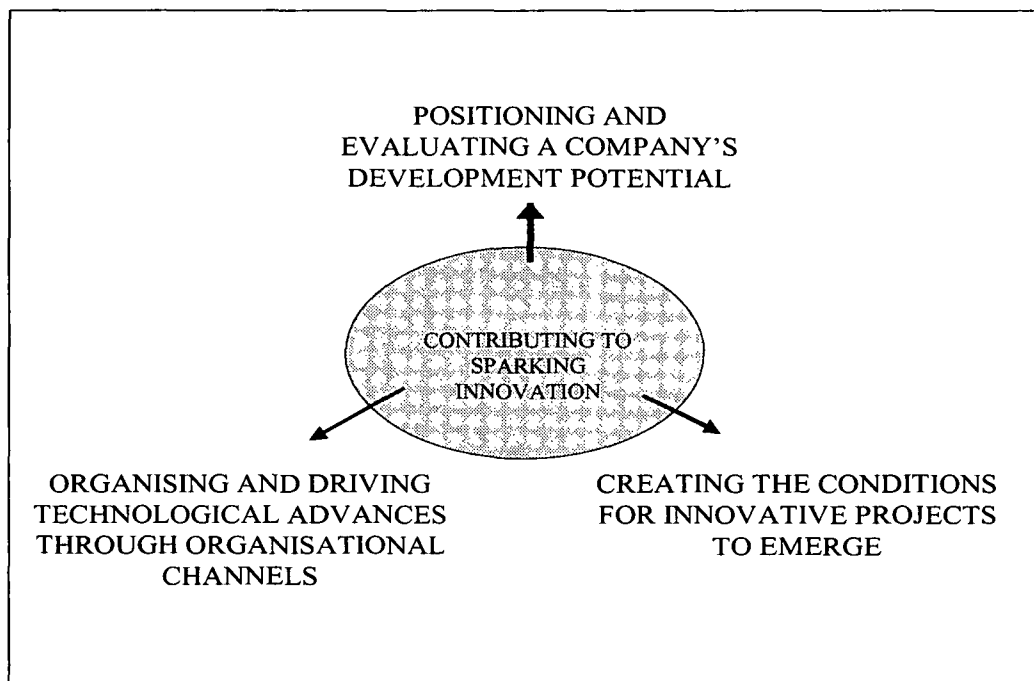 POSITIONING AND
EVALUATING A COMPANY'S
DEVELOPMENT POTENTIAL
CONTRIBUTING TO
SPARKING
INNOVATION
ORGANISING AND DRIVING
TECHNOLOGICAL ADVANCES
THROUGH ORGANISATIONAL
CHANNELS
CREATING THE CONDITIONS
FOR INNOVATIVE PROJECTS
TO EMERGE